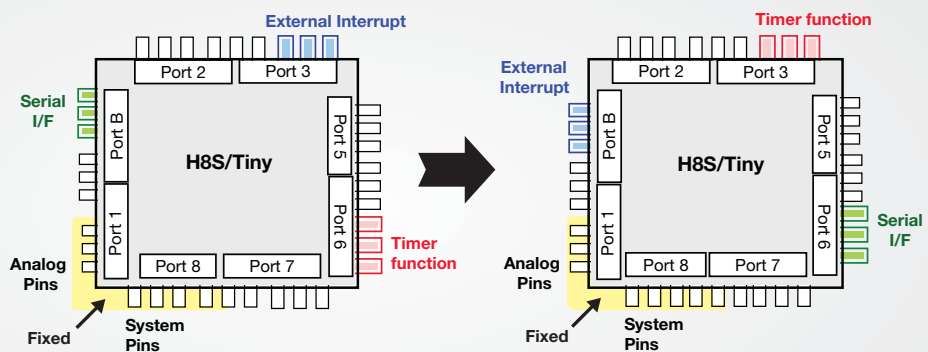 External Interrupt
Port 2
Port 3
Serial
I/F
Port B
Port 5
H8S/Tiny
Port 1
Port 6
Timer
function
Analog
Pins
Port 8
Port 7
Fixed
System
Pins
Timer function
External
Interrupt
Port 2
Port 3
Port B
Port 5
H8S/Tiny
Port 1
Port 6
Serial
I/F
Analog
Pins
Port 8
Port 7
Fixed
System
Pins